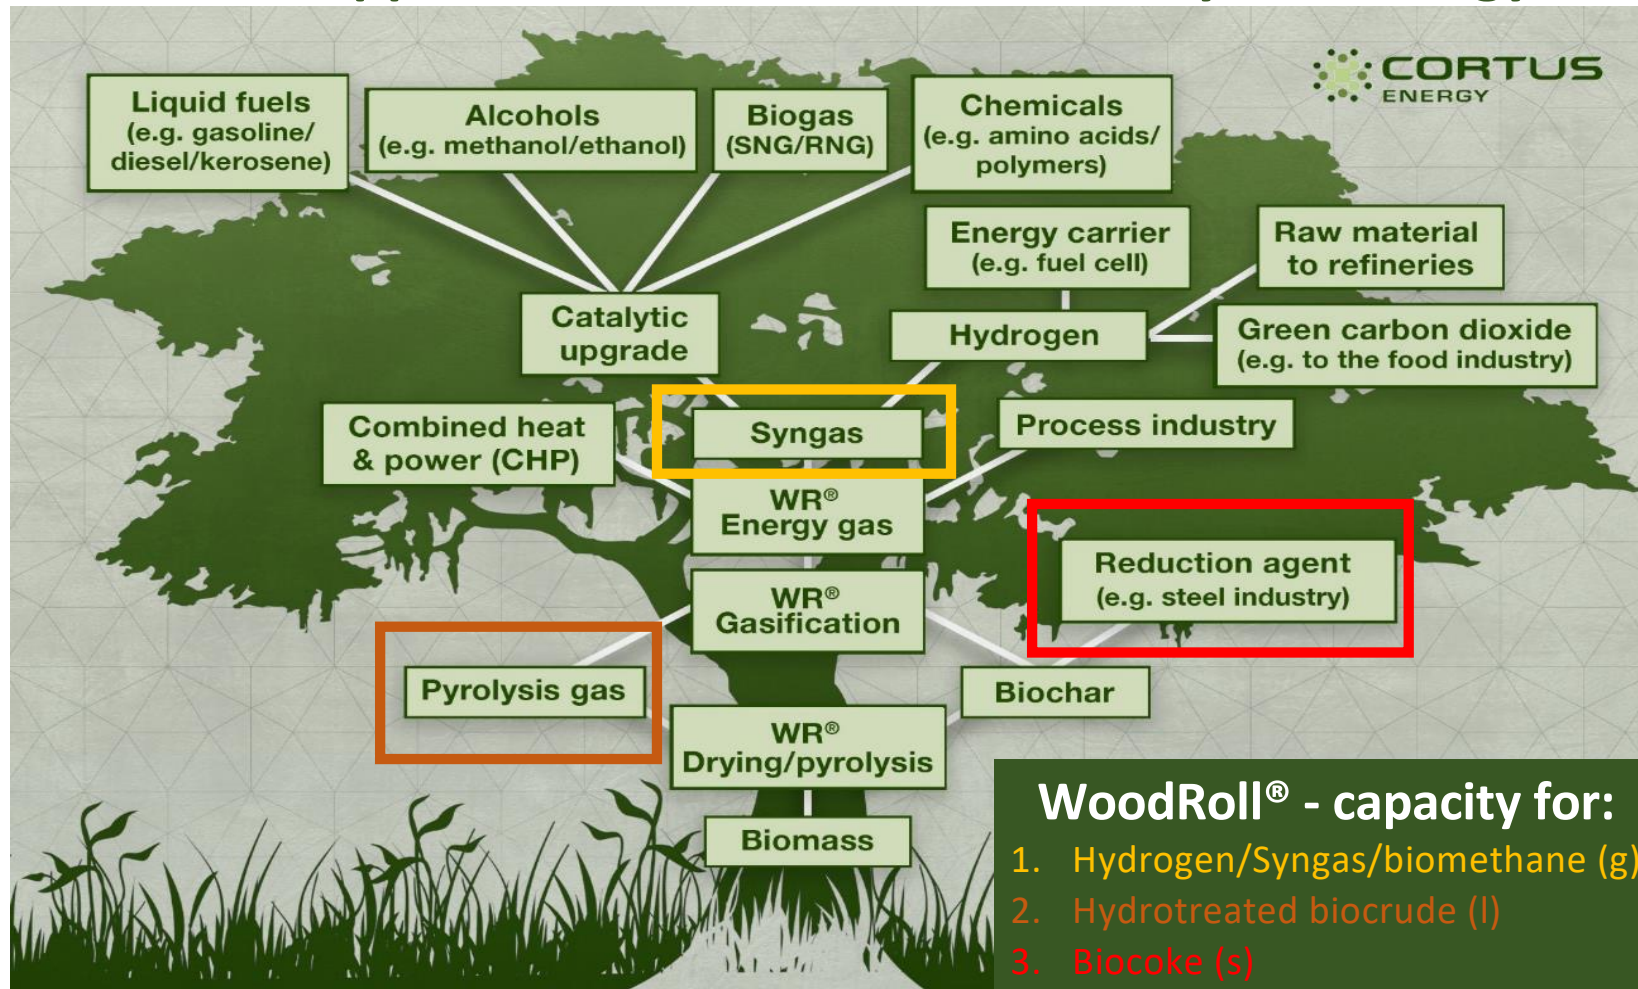 CORTUS
ENERGY
Liquid fuels
(e.g. gasoline/
diesel/kerosene)
Alcohols
(e.g. methanol/ethanol)
Biogas
(SNG/RNG)
Chemicals
(e.g. amino acids/
polymers)
Energy carrier
(e.g. fuel cell)
Raw material
to refineries
Catalytic
upgrade
Hydrogen
Green carbon dioxide
(e.g. to the food industry)
Combined heat
& power (CHP)
Syngas
Process industry
WR®
Energy gas
Reduction agent
(e.g. steel industry)
WR®
Gasification
Pyrolysis gas
Biochar
WR®
Drying/pyrolysis
Biomass
WoodRoll® - capacity for:
1. Hydrogen/Syngas/biomethane (g)
2. Hydrotreated biocrude (l)
3. Biocoke (s)